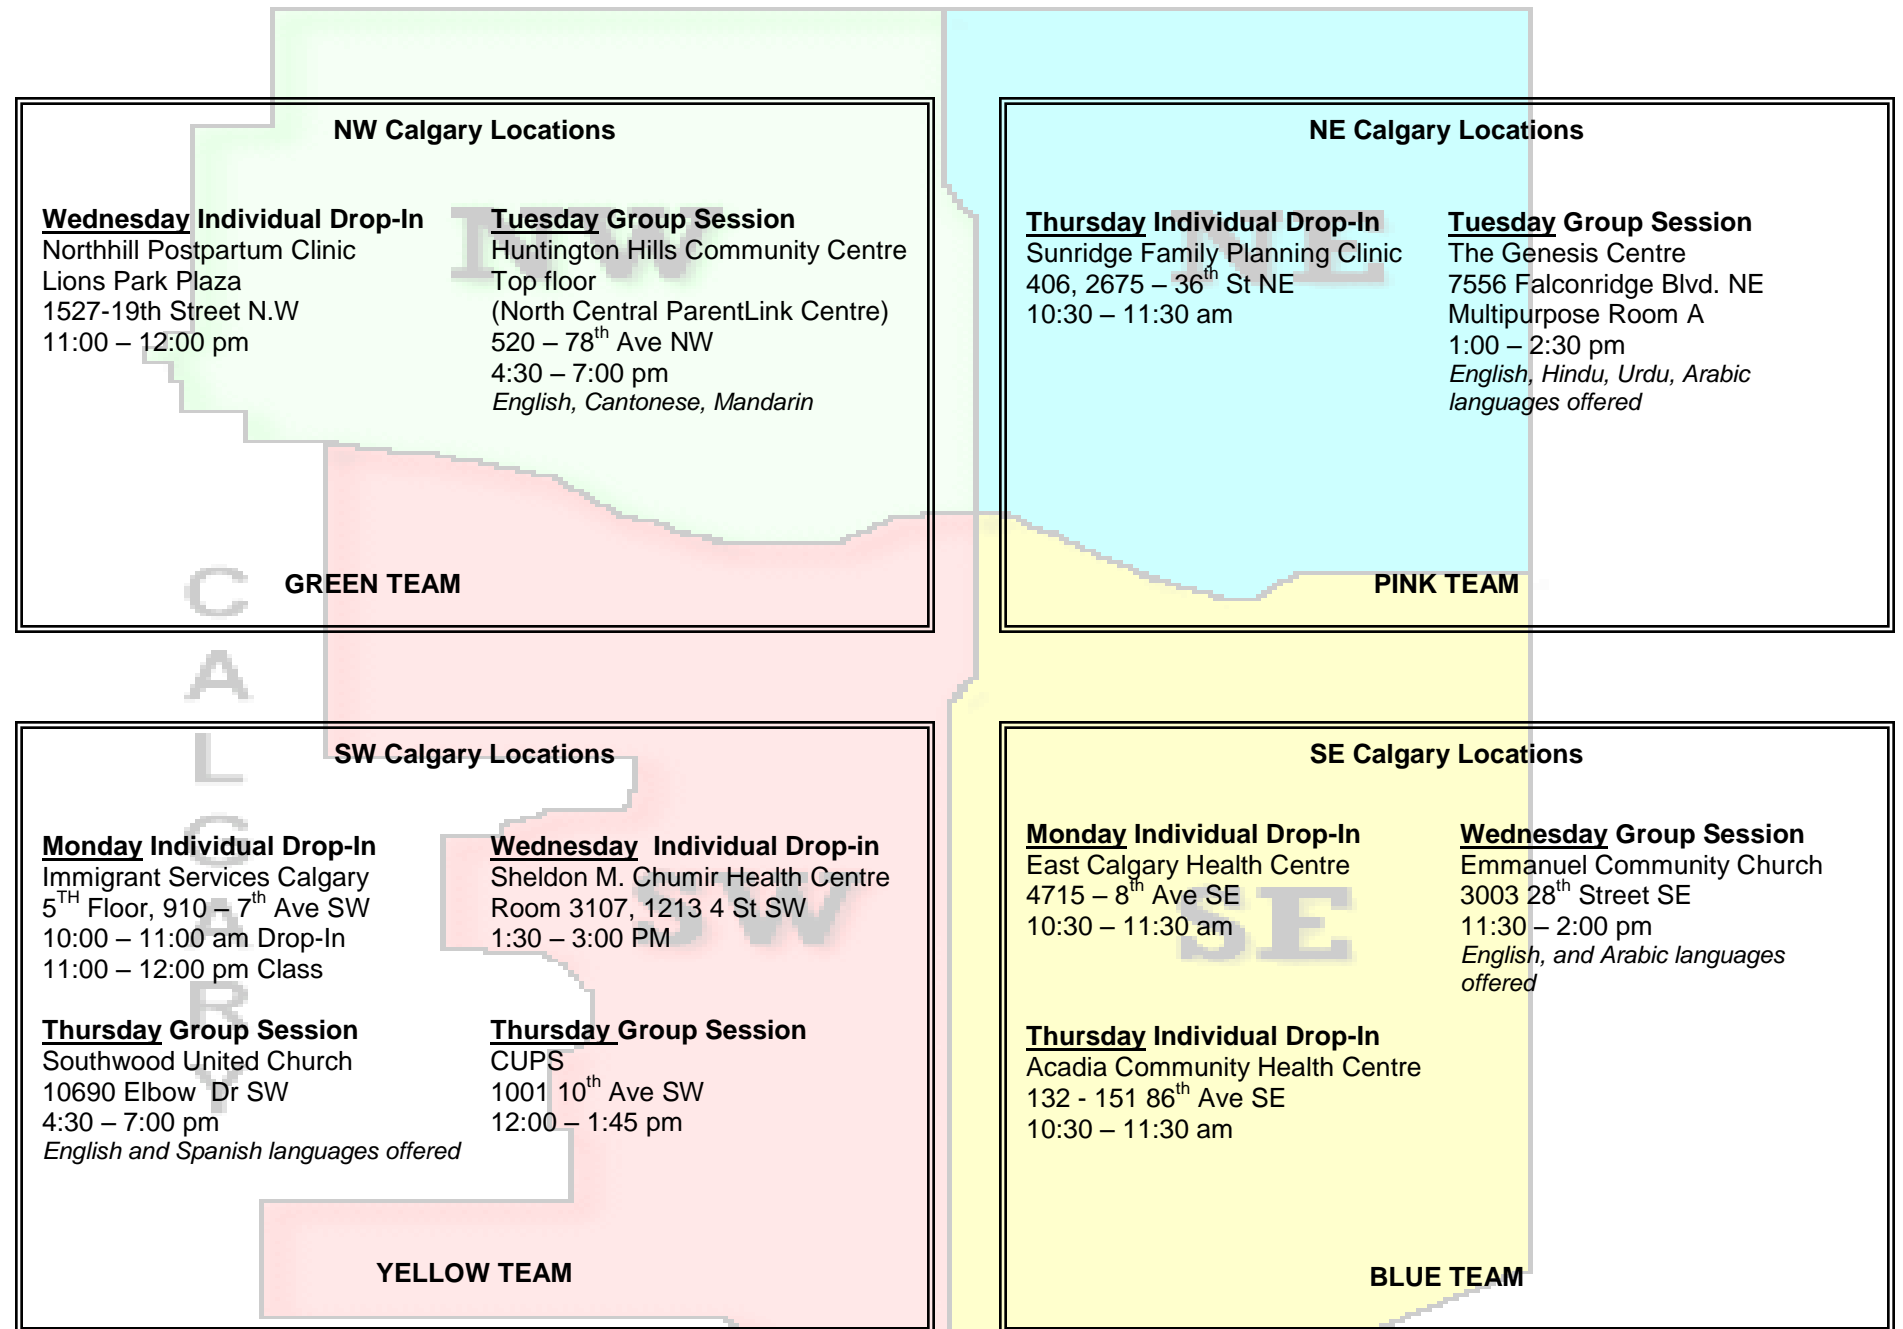 NW Calgary Locations
Wednesday Individual Drop-In
Northhill Postpartum Clinic
Lions Park Plaza
1527-19th Street N.W
11:00 – 12:00 pm
Tuesday Group Session
Huntington Hills Community Centre
Top floor
(North Central ParentLink Centre)
520 – 78th Ave NW
4:30 – 7:00 pm
English, Cantonese, Mandarin
GREEN TEAM
NW
NE Calgary Locations
Thursday Individual Drop-In
Sunridge Family Planning Clinic
406, 2675 – 36th St NE
10:30 – 11:30 am
Tuesday Group Session
The Genesis Centre
7556 Falconridge Blvd. NE
Multipurpose Room A
1:00 – 2:30 pm
English, Hindu, Urdu, Arabic
languages offered
PINK TEAM
NE
CALGARY
SW Calgary Locations
Monday Individual Drop-In
Immigrant Services Calgary
5TH Floor, 910 – 7th Ave SW
10:00 – 11:00 am Drop-In
11:00 – 12:00 pm Class
Wednesday  Individual Drop-in
Sheldon M. Chumir Health Centre
Room 3107, 1213 4 St SW
1:30 – 3:00 PM
Thursday Group Session
Southwood United Church
10690 Elbow  Dr SW
4:30 – 7:00 pm
English and Spanish languages offered
Thursday Group Session
CUPS
1001 10th Ave SW
12:00 – 1:45 pm
YELLOW TEAM
SW
SE Calgary Locations
Monday Individual Drop-In
East Calgary Health Centre
4715 – 8th Ave SE
10:30 – 11:30 am
Wednesday Group Session
Emmanuel Community Church
3003 28th Street SE
11:30 – 2:00 pm
English, and Arabic languages
offered
Thursday Individual Drop-In
Acadia Community Health Centre
132 - 151 86th Ave SE
10:30 – 11:30 am
BLUE TEAM
SE